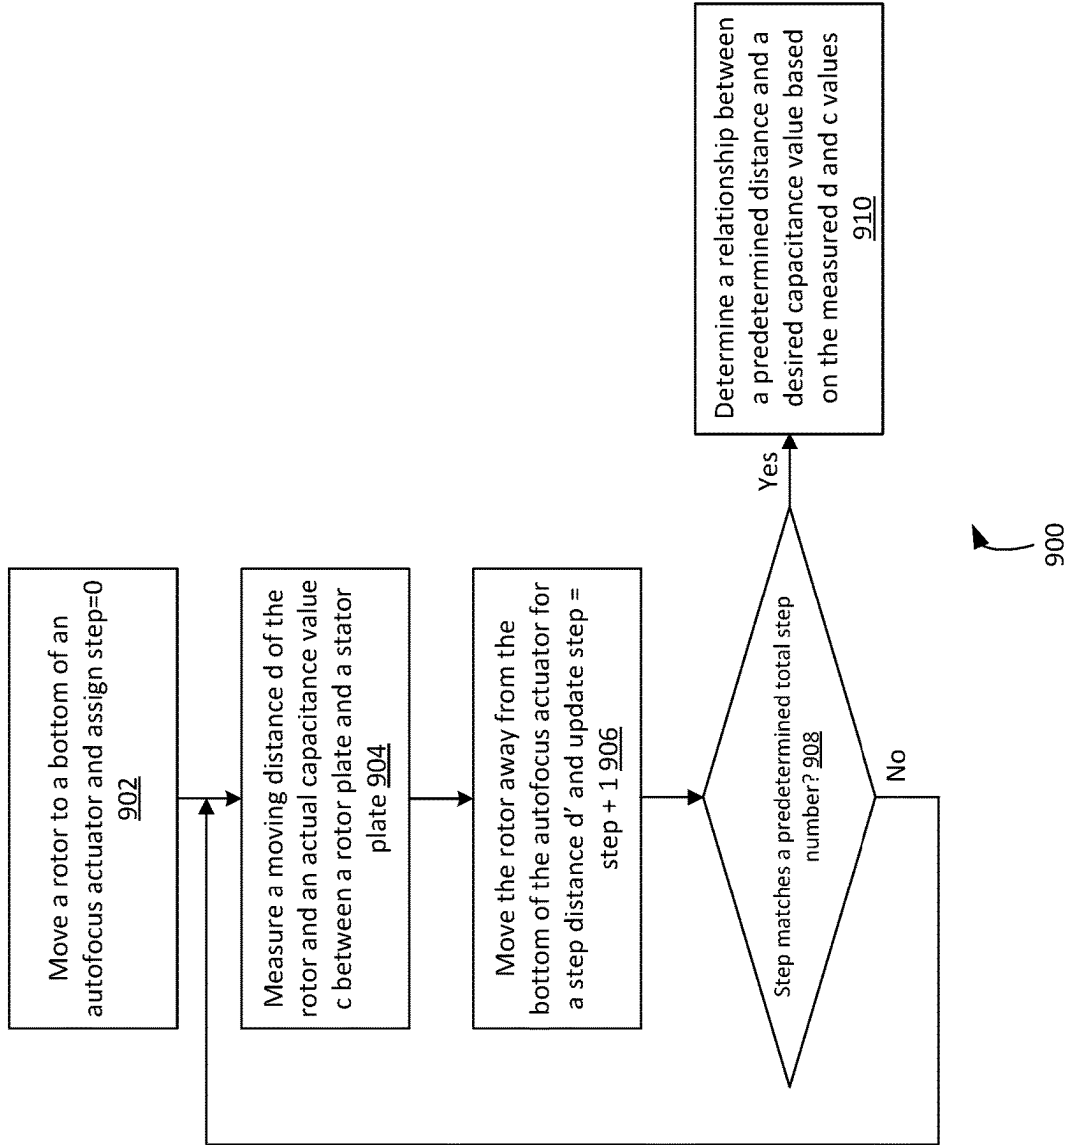 Move a rotor to a bottom of an
autofocus actuator and assign step=0
902
Measure a moving distance d of the
rotor and an actual capacitance value
c between a rotor plate and a stator
plate 904
Move the rotor away from the
bottom of the autofocus actuator for
a step distance d’ and update step =
step + 1 906
Step matches a predetermined total step
number? 908
Yes
No
Determine a relationship between
a predetermined distance and a
desired capacitance value based
on the measured d and c values
910
900